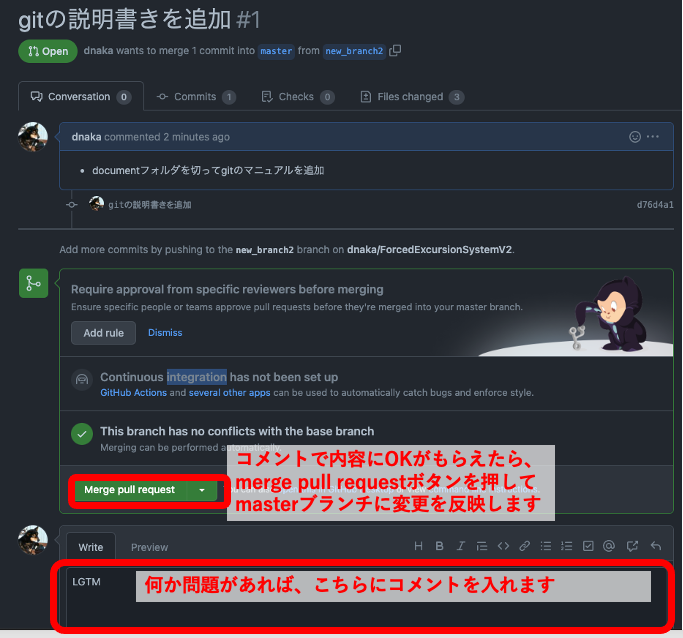 gitの説明書きを追加 #1
Open dnaka wants to merge 1 commit into master from new_branch2
Conversation 0 Commits 1 Checks 0 Files changed 3
dnaka commented 2 minutes ago
documentフォルダを切ってgitのマニュアルを追加
gitの説明書きを追加 d76d4a1
Add more commits by pushing to the new_branch2 branch on dnaka/ForcedExcursionSystemV2.
Require approval from specific reviewers before merging
Ensure specific people or teams approve pull requests before they're merged into your master branch.
Add rule Dismiss
Continuous integration has not been set up
GitHub Actions and several other apps can be used to automatically catch bugs and enforce style.
This branch has no conflicts with the base branch
Merging can be performed automatically.
コメントで内容にOKがもらえたら、
merge pull requestボタンを押して
masterブランチに変更を反映します
Merge pull request
Write Preview
LGTM
何か問題があれば、こちらにコメントを入れます